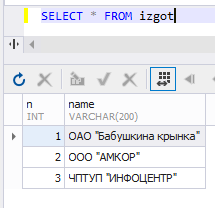 SELECT * FROM izgot
n name
INT VARCHAR(200)
1 ОАО "Бабушкина крынка"
2 ООО "АМКОР"
3 ЧПТУП "ИНФОЦЕНТР"